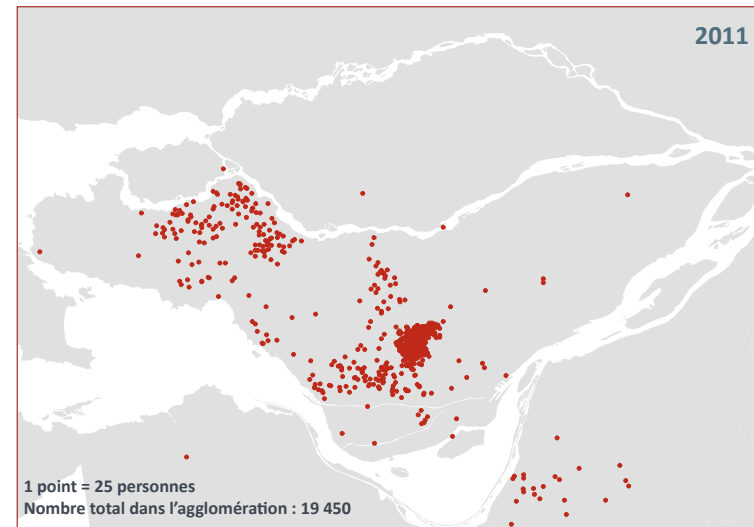 2011
1 point = 25 personnes
Nombre total dans l'agglomération : 19 450